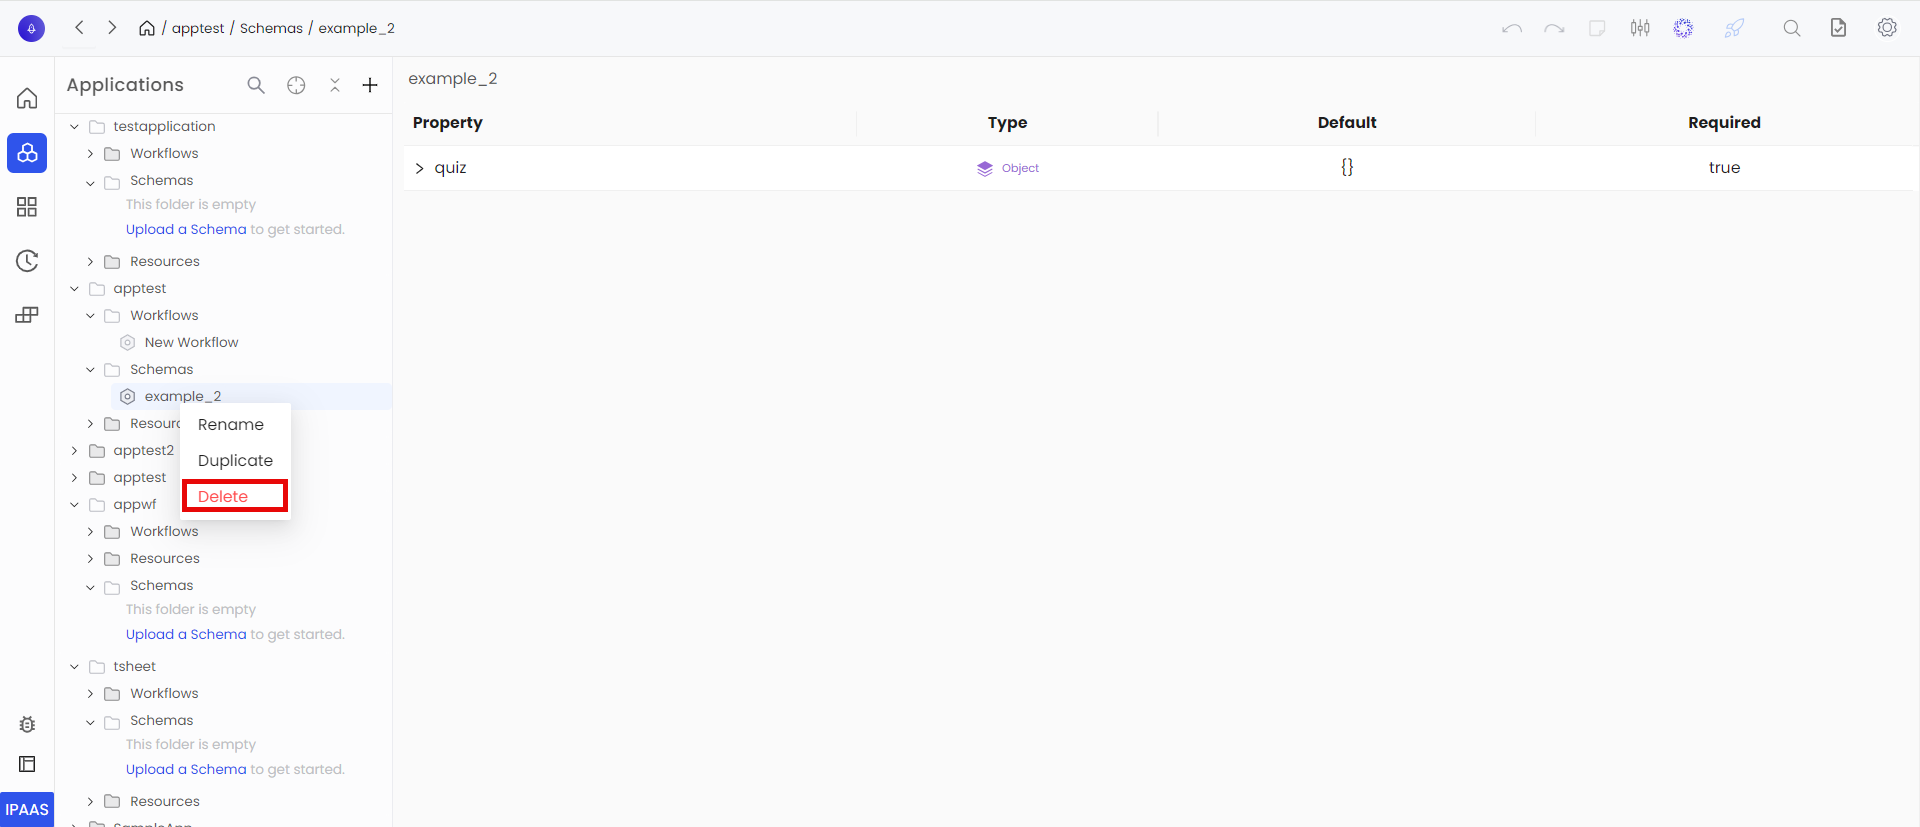 / apptest / Schemas / example_2
Applications
testapplication
Workflows
Schemas
This folder is empty
Upload a Schema to get started.
Resources
apptest
Workflows
New Workflow
Schemas
example_2
Rename
Duplicate
Delete
apptest2
apptest
appwf
Workflows
Resources
Schemas
This folder is empty
Upload a Schema to get started.
tsheet
Workflows
Schemas
This folder is empty
Upload a Schema to get started.
Resources
IPAAS
example_2
Property Type Default Required
quiz Object {} true